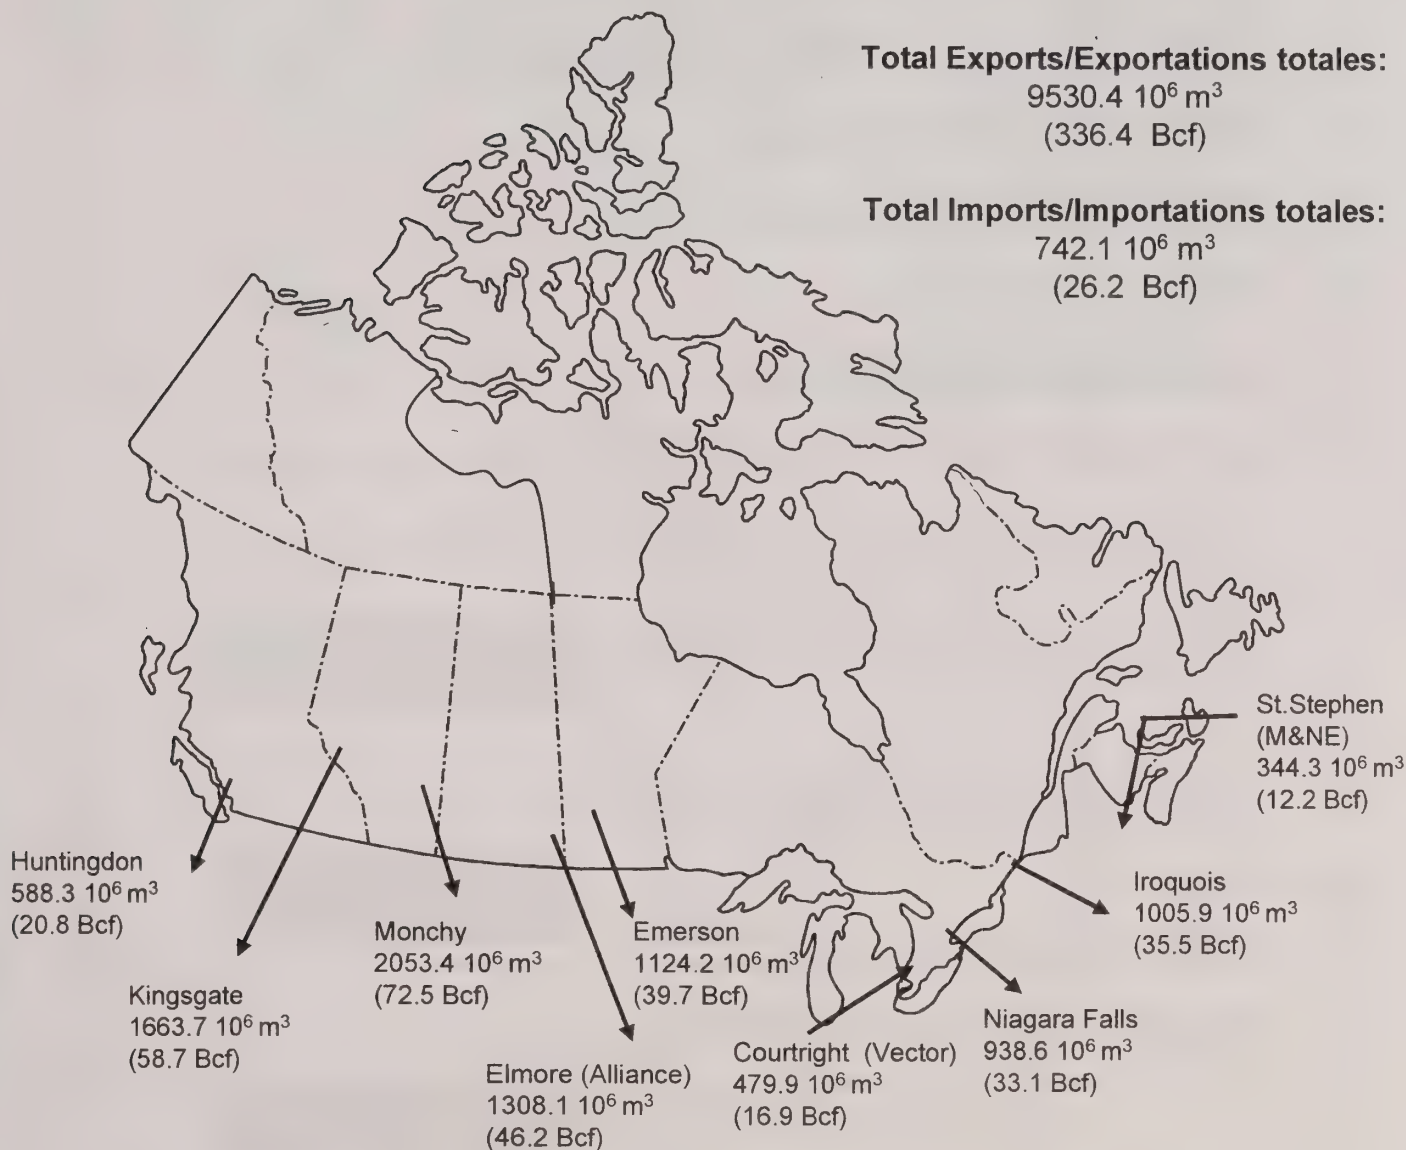 Total Exports/Exportations totales:
9530.4 10⁶ m³
(336.4 Bcf)
Total Imports/Importations totales:
742.1 10⁶ m³
(26.2 Bcf)
St.Stephen
(M&NE)
344.3 10⁶ m³
(12.2 Bcf)
Huntingdon
588.3 10⁶ m³
(20.8 Bcf)
Kingsgate
1663.7 10⁶ m³
(58.7 Bcf)
Monchy
2053.4 10⁶ m³
(72.5 Bcf)
Elmore (Alliance)
1308.1 10⁶ m³
(46.2 Bcf)
Emerson
1124.2 10⁶ m³
(39.7 Bcf)
Courtright (Vector)
479.9 10⁶ m³
(16.9 Bcf)
Niagara Falls
938.6 10⁶ m³
(33.1 Bcf)
Iroquois
1005.9 10⁶ m³
(35.5 Bcf)